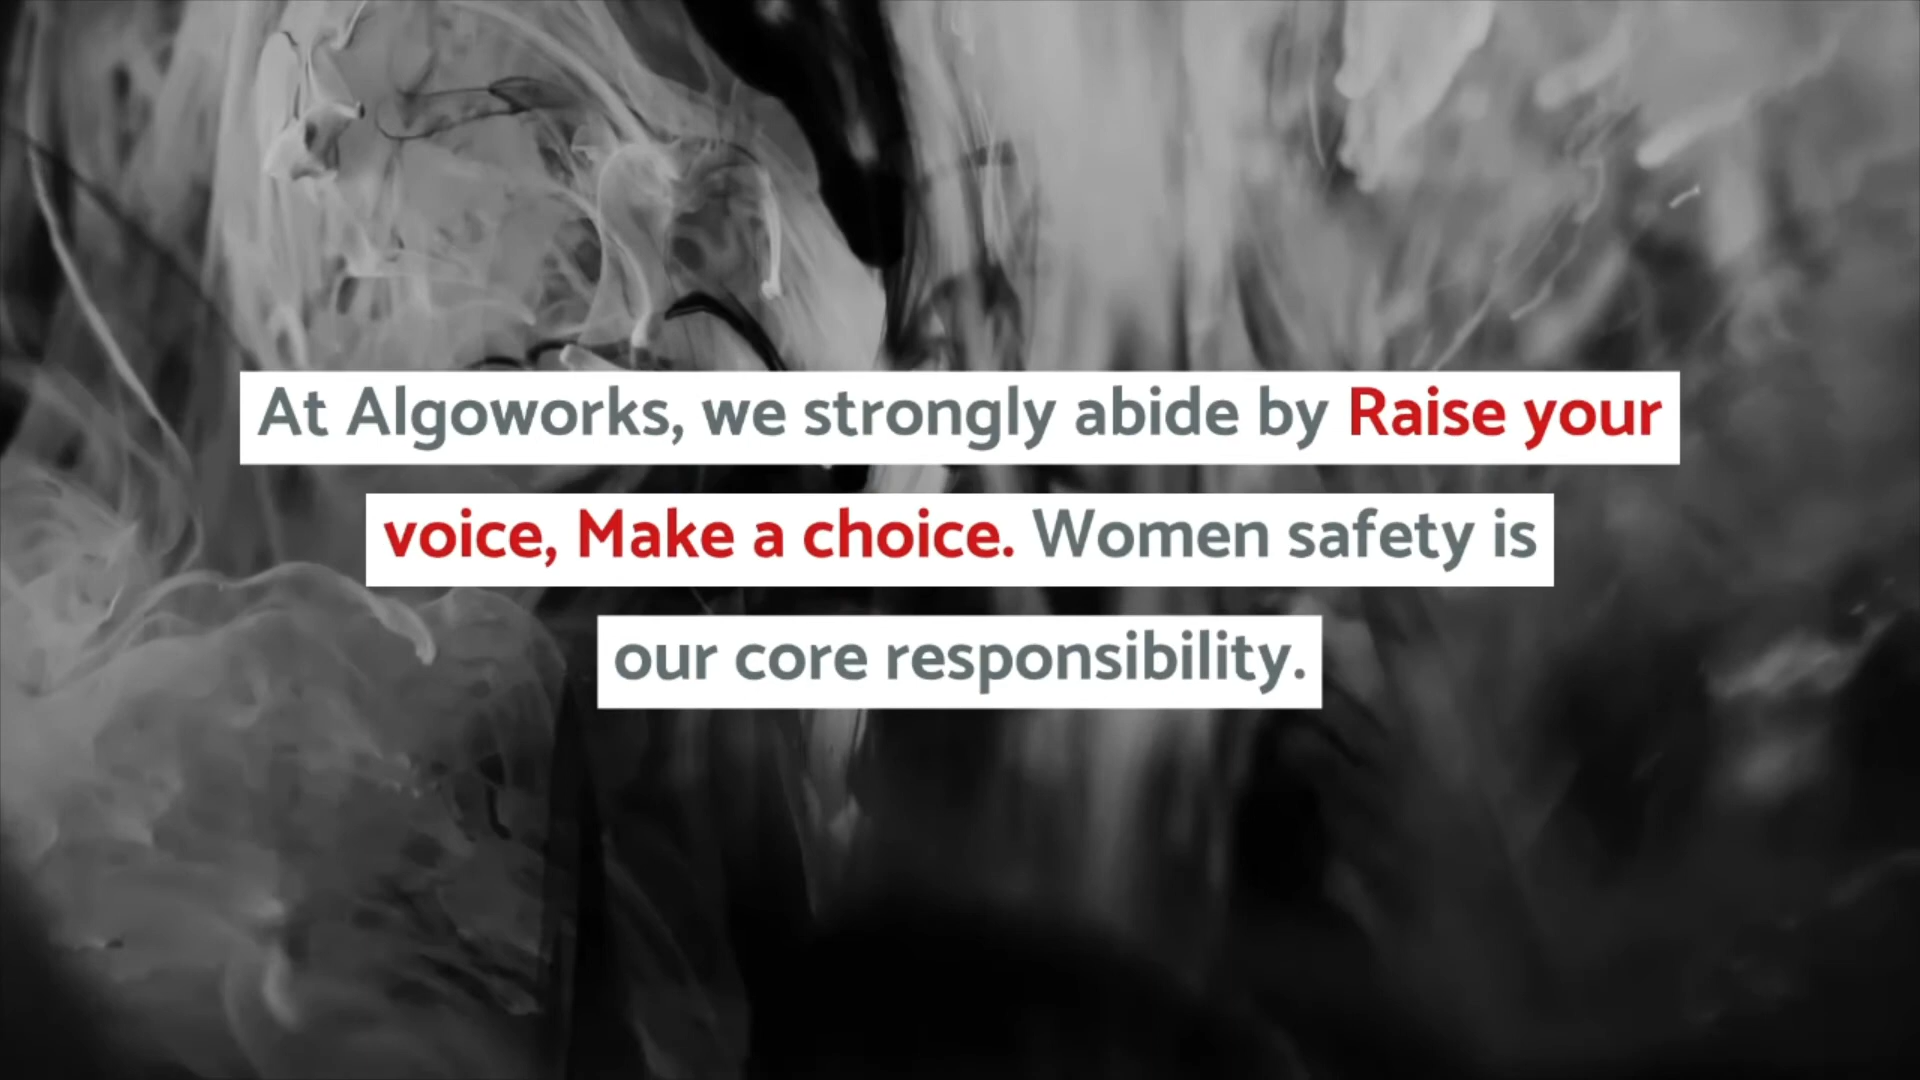 At Algoworks, we strongly abide by Raise your
voice, Make a choice. Women safety is
our core responsibility.